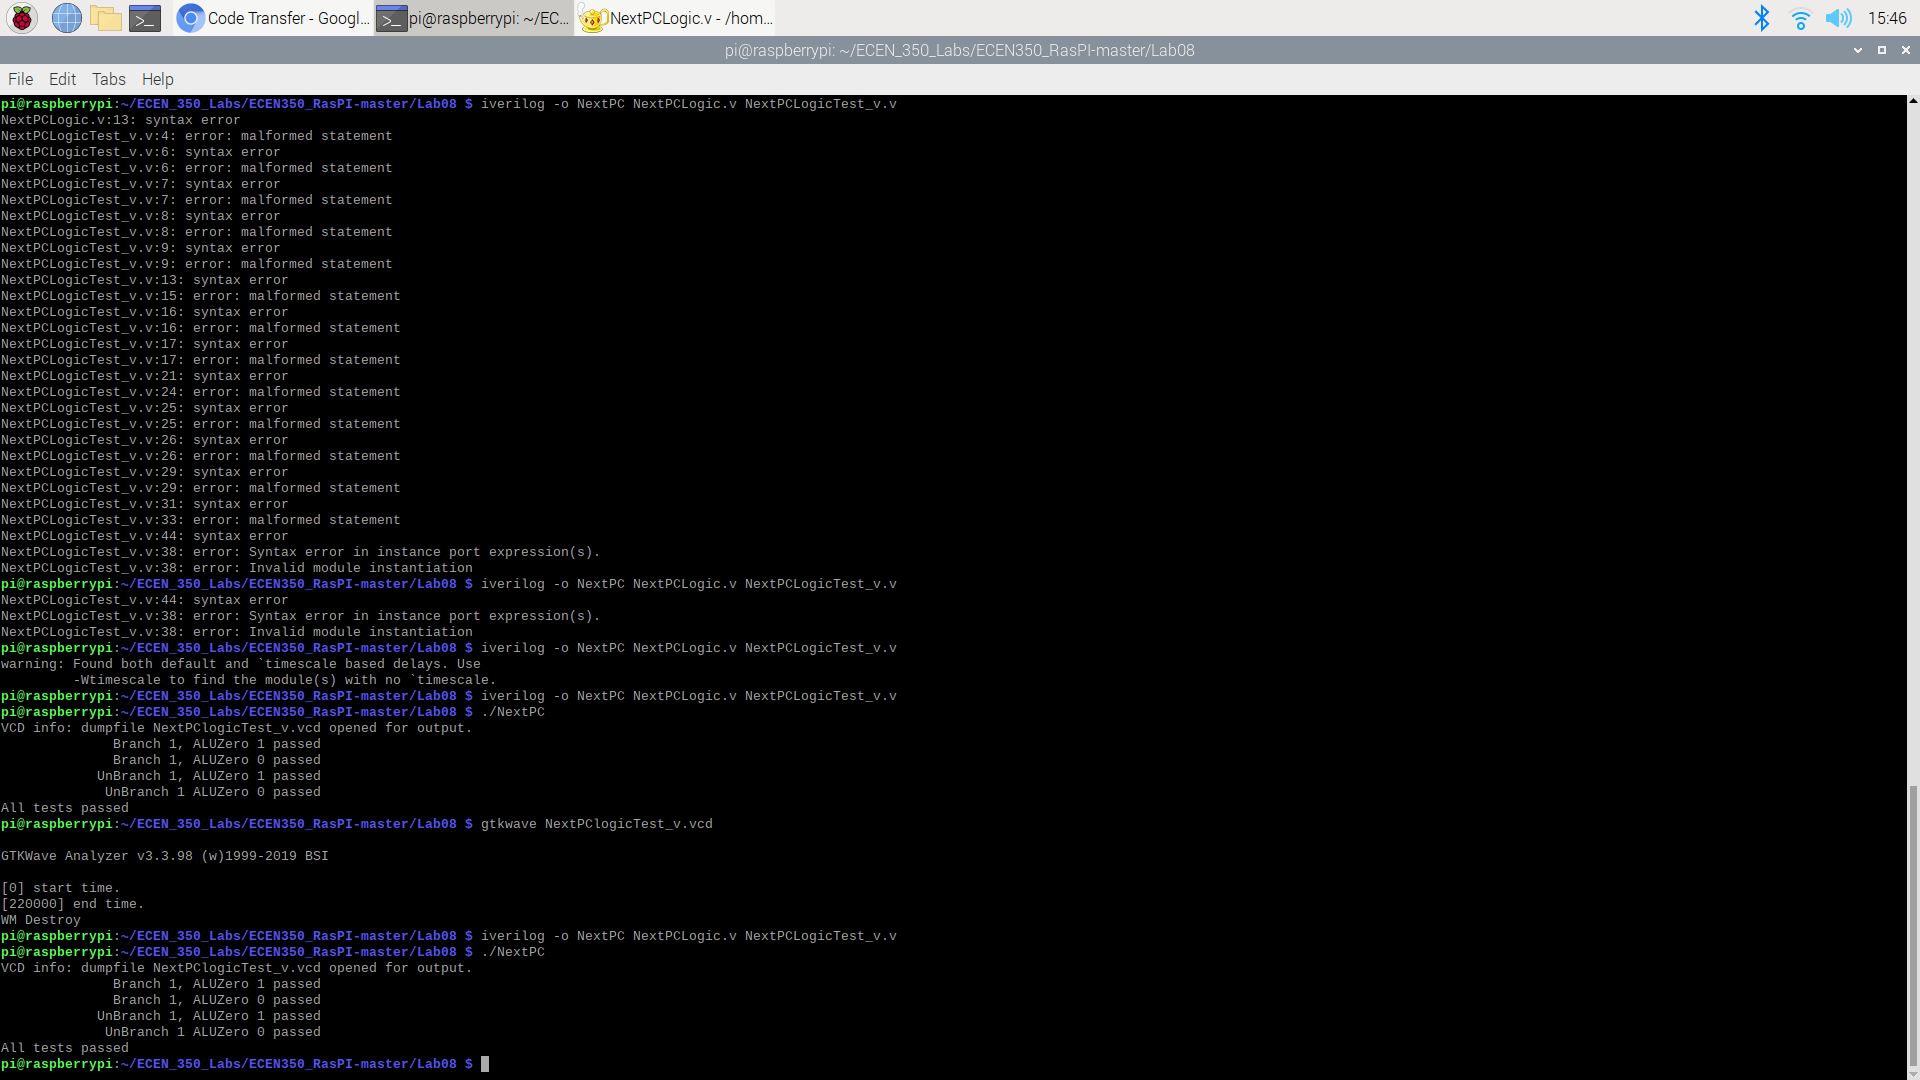 Code Transfer - Googl...
pi@raspberrypi: ~/EC...
NextPCLogic.v - /hom...
15:46
pi@raspberrypi: ~/ECEN_350_Labs/ECEN350_RasPI-master/Lab08
File Edit Tabs Help
pi@raspberrypi:~/ECEN_350_Labs/ECEN350_RasPI-master/Lab08 $ iverilog -o NextPC NextPCLogic.v NextPCLogicTest_v.v
NextPCLogic.v:13: syntax error
NextPCLogicTest_v.v:4: error: malformed statement
NextPCLogicTest_v.v:6: syntax error
NextPCLogicTest_v.v:6: error: malformed statement
NextPCLogicTest_v.v:7: syntax error
NextPCLogicTest_v.v:7: error: malformed statement
NextPCLogicTest_v.v:8: syntax error
NextPCLogicTest_v.v:8: error: malformed statement
NextPCLogicTest_v.v:9: syntax error
NextPCLogicTest_v.v:9: error: malformed statement
NextPCLogicTest_v.v:13: syntax error
NextPCLogicTest_v.v:15: error: malformed statement
NextPCLogicTest_v.v:16: syntax error
NextPCLogicTest_v.v:16: error: malformed statement
NextPCLogicTest_v.v:17: syntax error
NextPCLogicTest_v.v:17: error: malformed statement
NextPCLogicTest_v.v:21: syntax error
NextPCLogicTest_v.v:24: error: malformed statement
NextPCLogicTest_v.v:25: syntax error
NextPCLogicTest_v.v:25: error: malformed statement
NextPCLogicTest_v.v:26: syntax error
NextPCLogicTest_v.v:26: error: malformed statement
NextPCLogicTest_v.v:29: syntax error
NextPCLogicTest_v.v:29: error: malformed statement
NextPCLogicTest_v.v:31: syntax error
NextPCLogicTest_v.v:33: error: malformed statement
NextPCLogicTest_v.v:44: syntax error
NextPCLogicTest_v.v:38: error: Syntax error in instance port expression(s).
NextPCLogicTest_v.v:38: error: Invalid module instantiation
pi@raspberrypi:~/ECEN_350_Labs/ECEN350_RasPI-master/Lab08 $ iverilog -o NextPC NextPCLogic.v NextPCLogicTest_v.v
NextPCLogicTest_v.v:44: syntax error
NextPCLogicTest_v.v:38: error: Syntax error in instance port expression(s).
NextPCLogicTest_v.v:38: error: Invalid module instantiation
pi@raspberrypi:~/ECEN_350_Labs/ECEN350_RasPI-master/Lab08 $ iverilog -o NextPC NextPCLogic.v NextPCLogicTest_v.v
warning: Found both default and `timescale based delays. Use
-Wtimescale to find the module(s) with no `timescale.
pi@raspberrypi:~/ECEN_350_Labs/ECEN350_RasPI-master/Lab08 $ iverilog -o NextPC NextPCLogic.v NextPCLogicTest_v.v
pi@raspberrypi:~/ECEN_350_Labs/ECEN350_RasPI-master/Lab08 $ ./NextPC
VCD info: dumpfile NextPClogicTest_v.vcd opened for output.
Branch 1, ALUZero 1 passed
Branch 1, ALUZero 0 passed
UnBranch 1, ALUZero 1 passed
UnBranch 1 ALUZero 0 passed
All tests passed
pi@raspberrypi:~/ECEN_350_Labs/ECEN350_RasPI-master/Lab08 $ gtkwave NextPClogicTest_v.vcd
GTKWave Analyzer v3.3.98 (w)1999-2019 BSI
[0] start time.
[220000] end time.
WM Destroy
pi@raspberrypi:~/ECEN_350_Labs/ECEN350_RasPI-master/Lab08 $ iverilog -o NextPC NextPCLogic.v NextPCLogicTest_v.v
pi@raspberrypi:~/ECEN_350_Labs/ECEN350_RasPI-master/Lab08 $ ./NextPC
VCD info: dumpfile NextPClogicTest_v.vcd opened for output.
Branch 1, ALUZero 1 passed
Branch 1, ALUZero 0 passed
UnBranch 1, ALUZero 1 passed
UnBranch 1 ALUZero 0 passed
All tests passed
pi@raspberrypi:~/ECEN_350_Labs/ECEN350_RasPI-master/Lab08 $